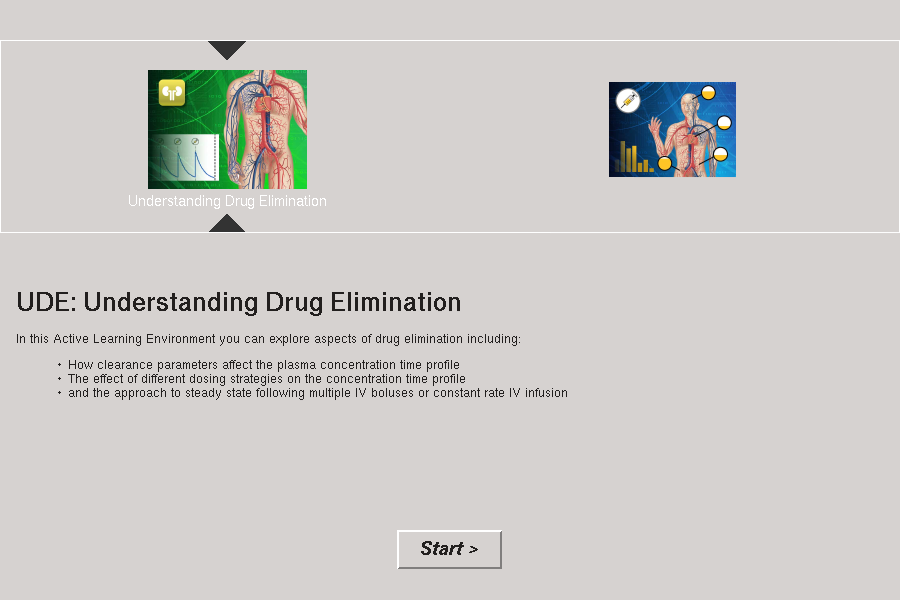 Understanding Drug Elimination
UDE: Understanding Drug Elimination
In this Active Learning Environment you can explore aspects of drug elimination including:
• How clearance parameters affect the plasma concentration time profile
• The effect of different dosing strategies on the concentration time profile
• and the approach to steady state following multiple IV boluses or constant rate IV infusion
Start >